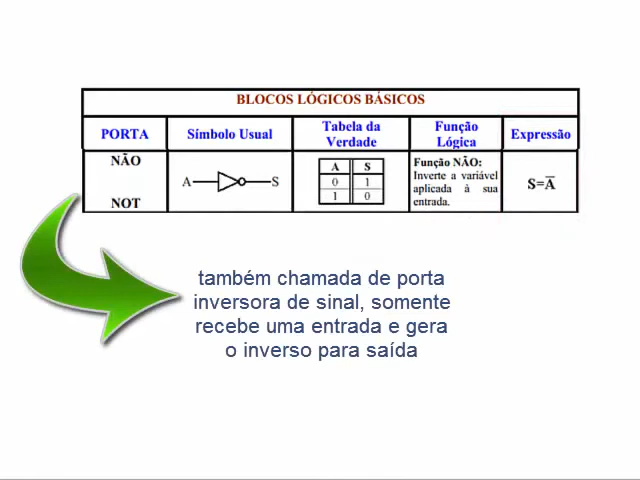 BLOCOS LÓGICOS BÁSICOS
PORTA
Símbolo Usual
Tabela da
Verdade
Função
Lógica
Expressão
NÃO
NOT
A
S
A S
0 1
1 0
Função NÃO:
Inverte a variável
aplicada à sua
entrada.
S=A̅
também chamada de porta
inversora de sinal, somente
recebe uma entrada e gera
o inverso para saída